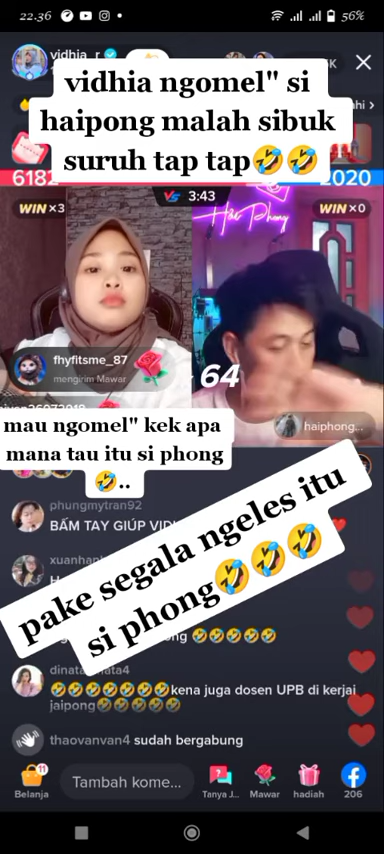 22.36
56%
vidhia_r
vidhia ngomel" si
haipong malah sibuk
suruh tap tap🤣🤣
6182
2020
WIN ×3
VS 3:43
WIN ×0
Hai Phong
fhyfitsme_87
mengirim Mawar
64
haiphong...
mau ngomel" kek apa
mana tau itu si phong
🤣..
phungmytran92
BẤM TAY GIÚP
pake segala ngeles itu
si phong🤣🤣🤣
🤣🤣🤣🤣🤣
🤣🤣🤣🤣🤣🤣🤣kena juga dosen UPB di kerjai
jaipong🤣🤣🤣🤣🤣
thaovanvan4 sudah bergabung
11
Tambah kome...
Belanja
Tanya J...
Mawar
hadiah
206